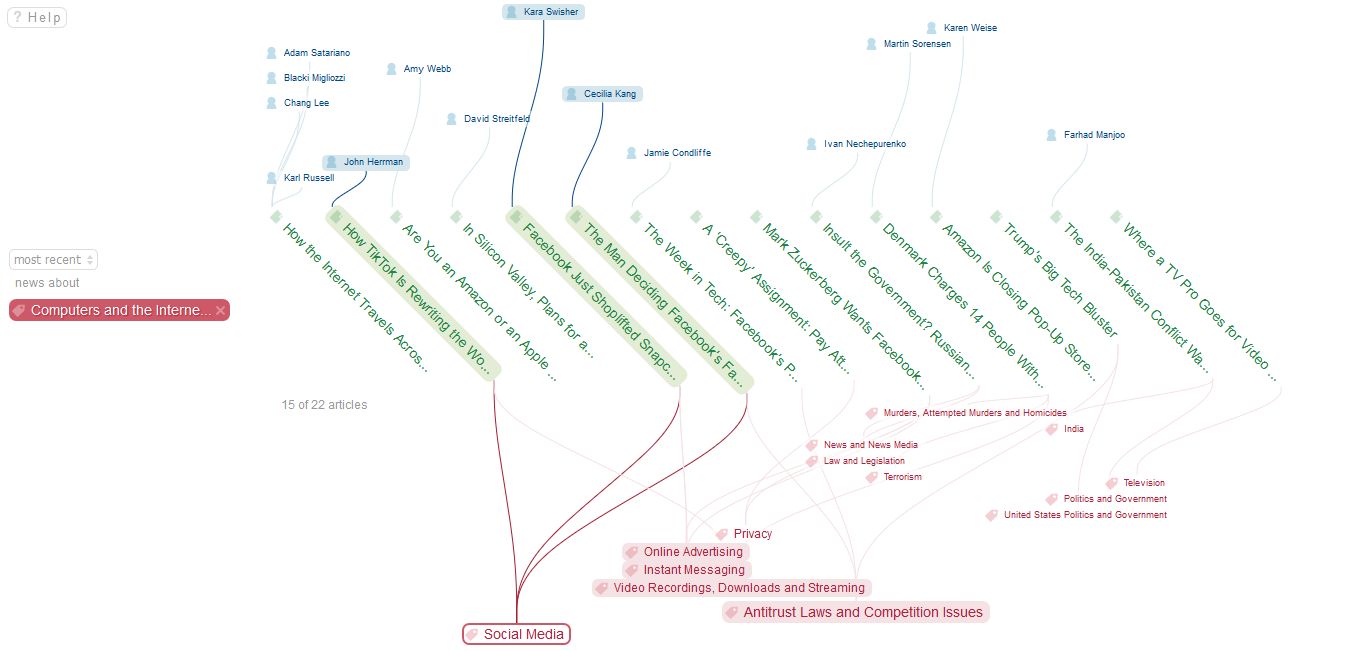 ? Help
Kara Swisher
Karen Weise
Martin Sorensen
Adam Satariano
Amy Webb
Blacki Migliozzi
Cecilia Kang
Chang Lee
David Streitfeld
Farhad Manjoo
Ivan Nechepurenko
Jamie Condliffe
John Herrman
Karl Russell
How the Internet Travels Acros...
How TikTok Is Rewriting the Wo...
Are You an Amazon or an Apple ...
In Silicon Valley, Plans for a...
Facebook Just Shoplifted Snapc...
The Man Deciding Facebook's Fa...
The Week in Tech: Facebook's P...
A 'Creepy' Assignment: Pay Att...
Mark Zuckerberg Wants Facebook...
Insult the Government? Russian...
Denmark Charges 14 People With...
Amazon Is Closing Pop-Up Store...
Trump's Big Tech Bluster
The India-Pakistan Conflict Wa...
Where a TV Pro Goes for Video ...
most recent
news about
Computers and the Interne...
15 of 22 articles
Murders, Attempted Murders and Homicides
India
News and News Media
Law and Legislation
Terrorism
Television
Politics and Government
United States Politics and Government
Privacy
Online Advertising
Instant Messaging
Video Recordings, Downloads and Streaming
Antitrust Laws and Competition Issues
Social Media